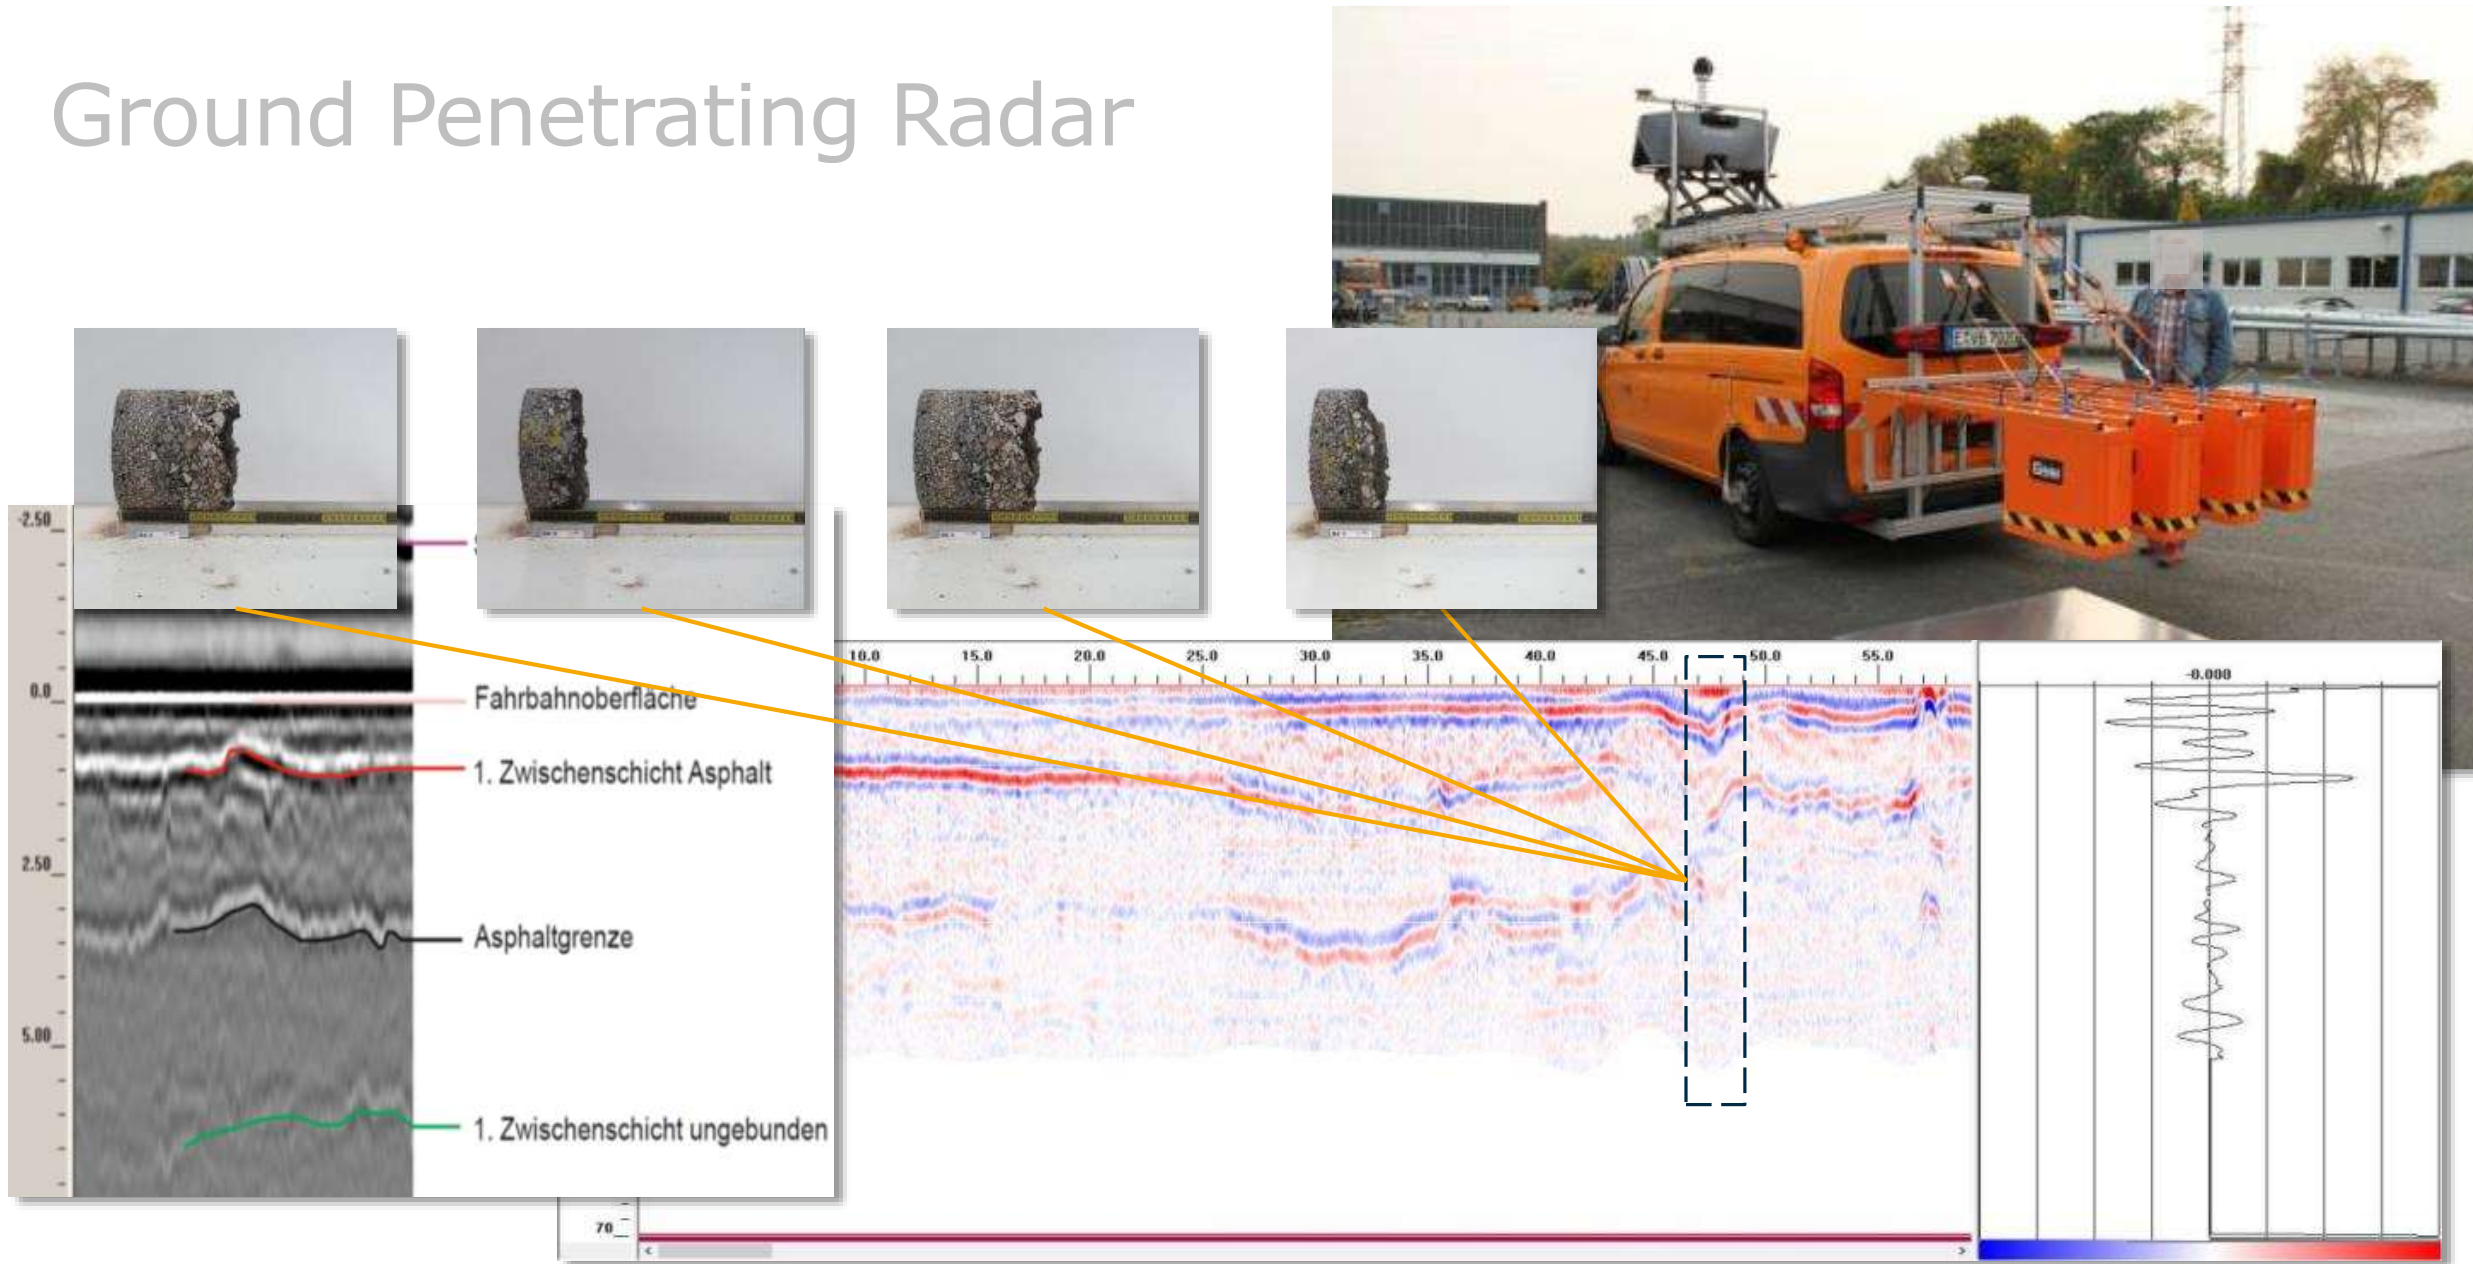 Ground Penetrating Radar
-2.50
0.0
2.50
5.00
Fahrbahnoberfläche
1. Zwischenschicht Asphalt
Asphaltgrenze
1. Zwischenschicht ungebunden
10.0 15.0 20.0 25.0 30.0 35.0 40.0 45.0 50.0 55.0
-0.000
70